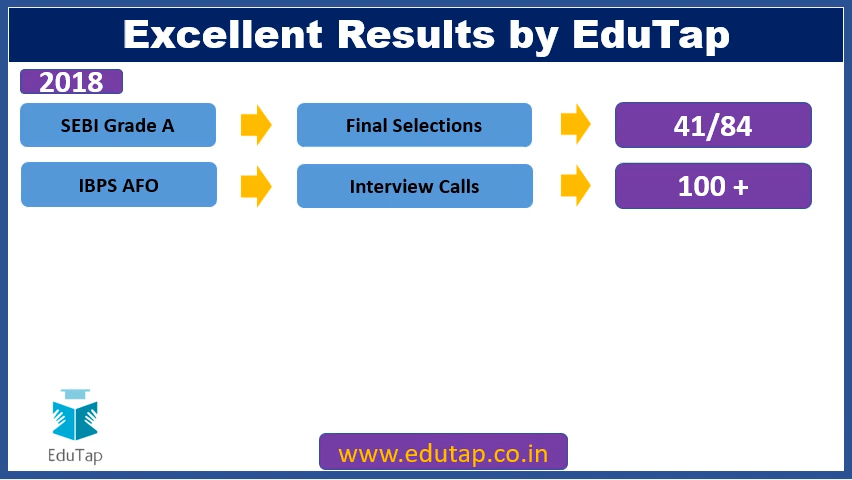 Excellent Results by EduTap
2018
SEBI Grade A
Final Selections
41/84
IBPS AFO
Interview Calls
100 +
EduTap
www.edutap.co.in